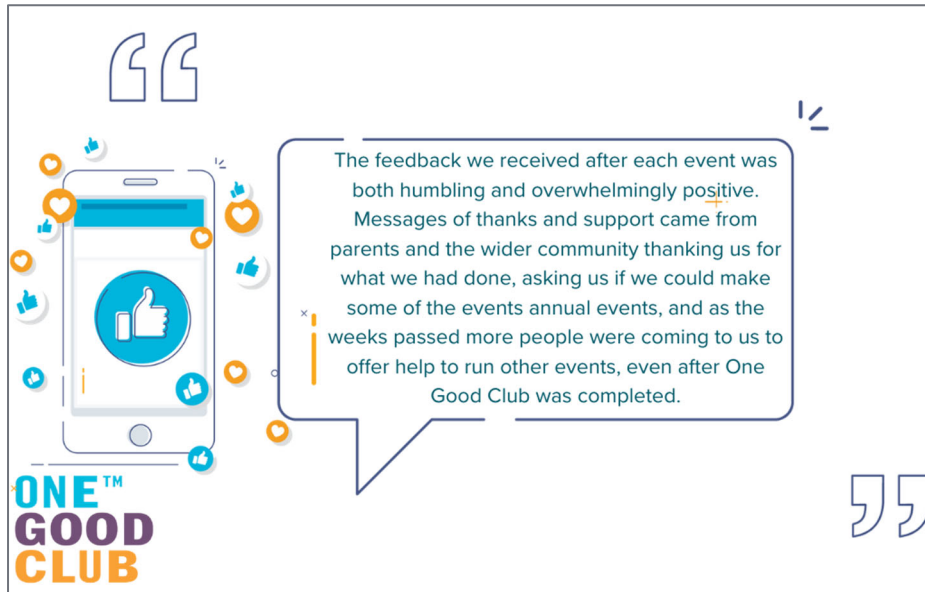 The feedback we received after each event was
both humbling and overwhelmingly positive.
Messages of thanks and support came from
parents and the wider community thanking us for
what we had done, asking us if we could make
some of the events annual events, and as the
weeks passed more people were coming to us to
offer help to run other events, even after One
Good Club was completed.
ONE™
GOOD
CLUB